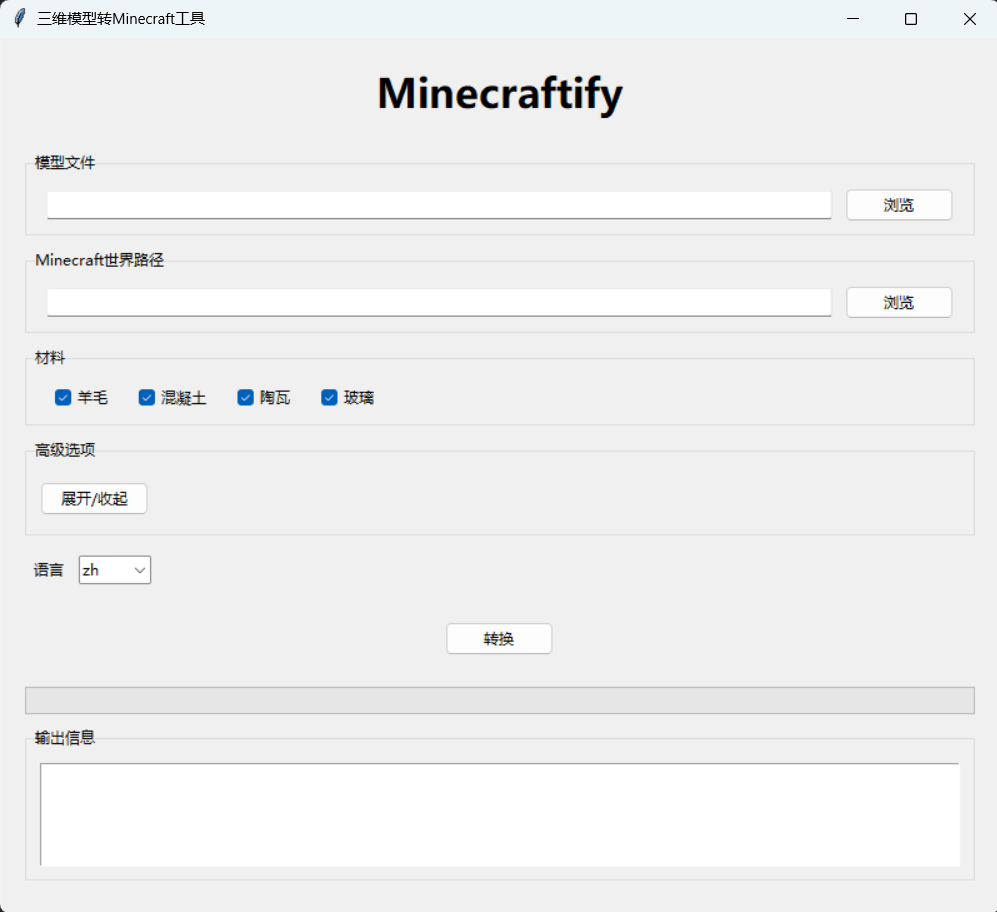 三维模型转Minecraft工具
Minecraftify
模型文件
浏览
Minecraft世界路径
浏览
材料
羊毛 混凝土 陶瓦 玻璃
高级选项
展开/收起
语言 zh
转换
输出信息